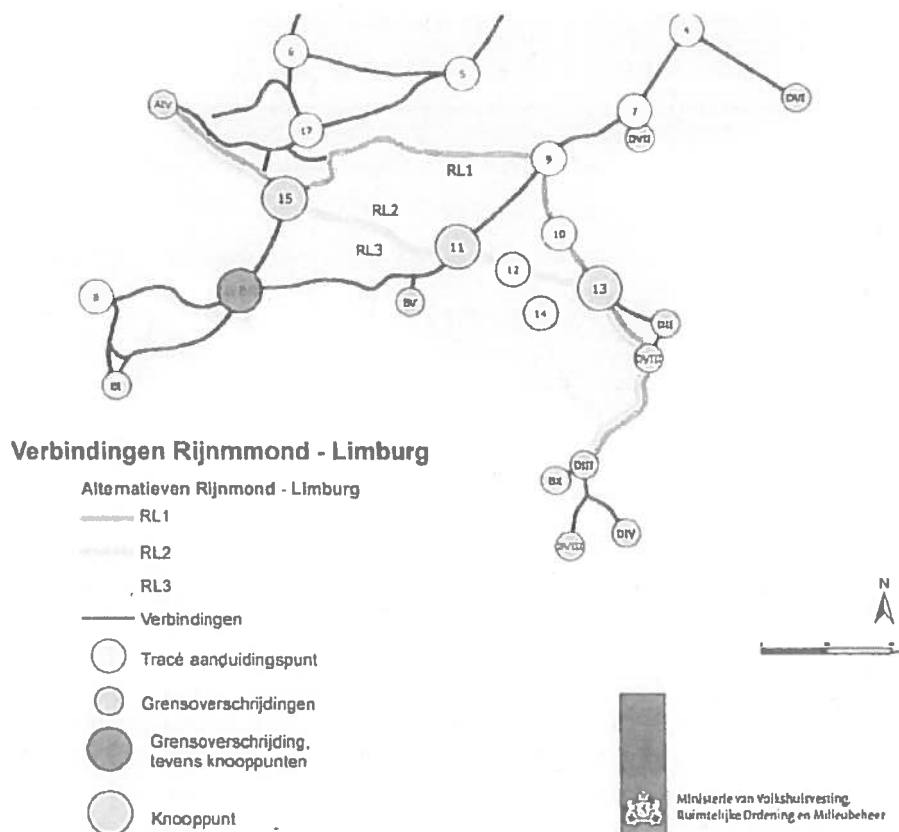 4
6
5
DVI
AIV
7
17
DVII
9
RL1
15
RL2
10
11
RL3
12
13
BV
14
8
DII
BI
DIII
BX
DIV
Verbindingen Rijnmmond - Limburg
Alternatieven Rijnmond - Limburg
RL1
RL2
RL3
Verbindingen
Tracé aanduidingspunt
Grensoverschrijdingen
Grensoverschrijding,
tevens knooppunten
Knooppunt
N
Ministerie van Volkshuisvesting,
Ruimtelijke Ordening en Milieubeheer